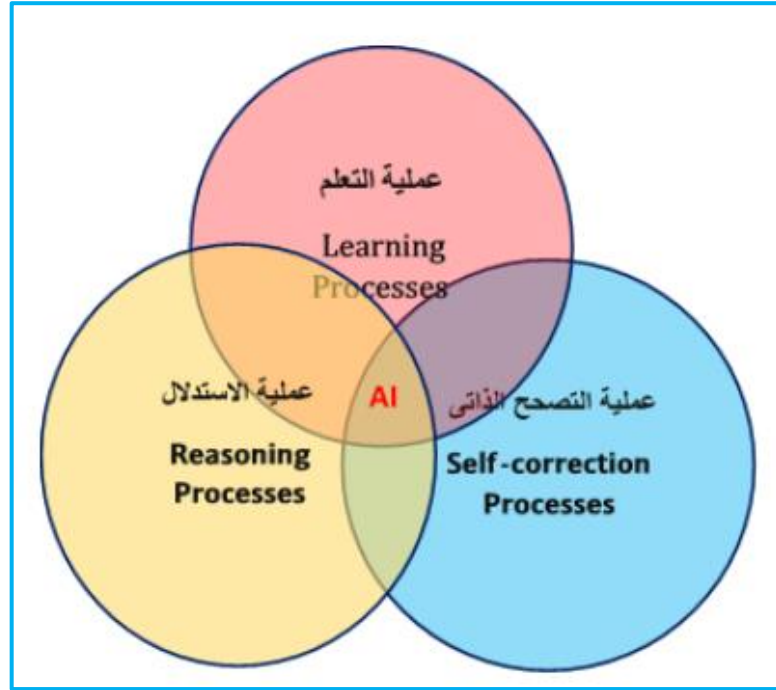 عملية التعلم
Learning
Processes
عملية الاستدلال
Reasoning
Processes
AI
عملية التصحح الذاتى
Self-correction
Processes